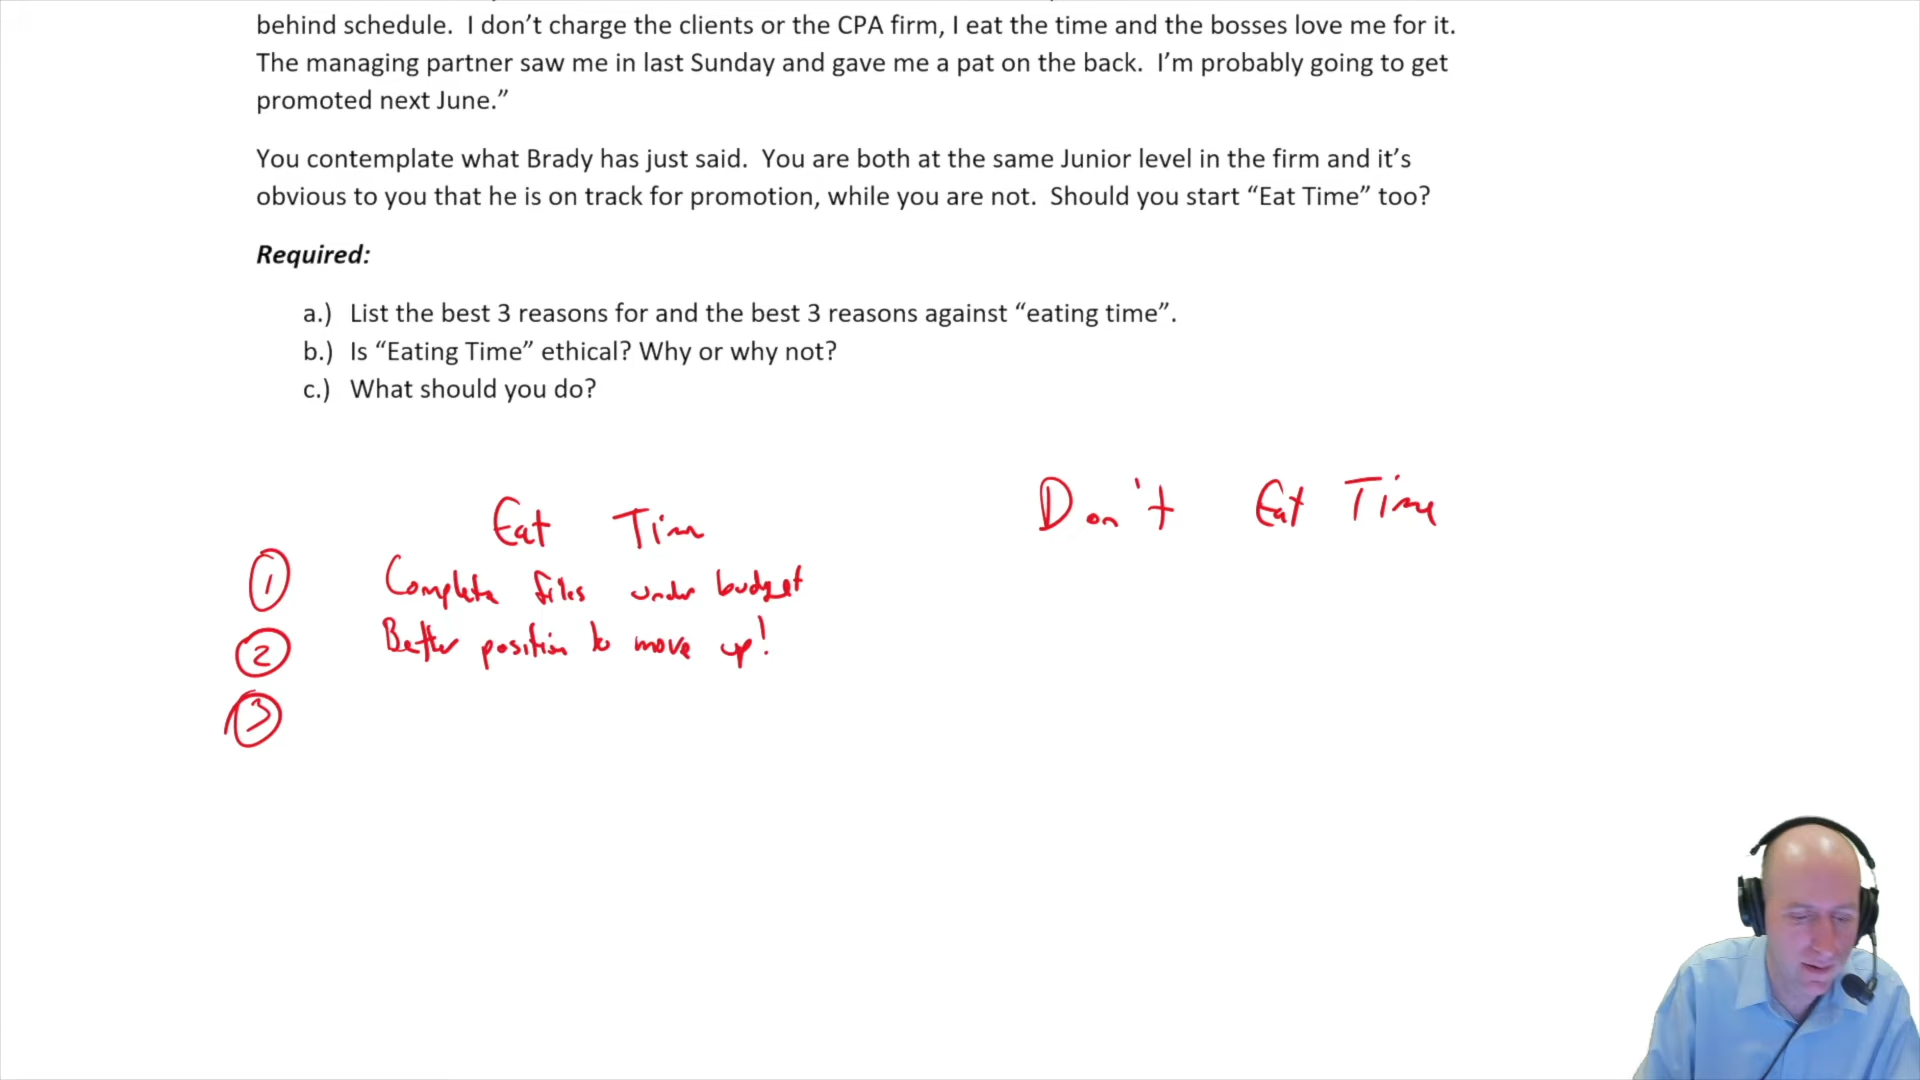 behind schedule.  I don’t charge the clients or the CPA firm, I eat the time and the bosses love me for it.
The managing partner saw me in last Sunday and gave me a pat on the back.  I’m probably going to get
promoted next June.”
You contemplate what Brady has just said.  You are both at the same Junior level in the firm and it’s
obvious to you that he is on track for promotion, while you are not.  Should you start “Eat Time” too?
Required:
a.) List the best 3 reasons for and the best 3 reasons against “eating time”.
b.) Is “Eating Time” ethical? Why or why not?
c.) What should you do?
Eat Time
Don't Eat Time
1 Complete files under budget
2 Better position to move up!
3